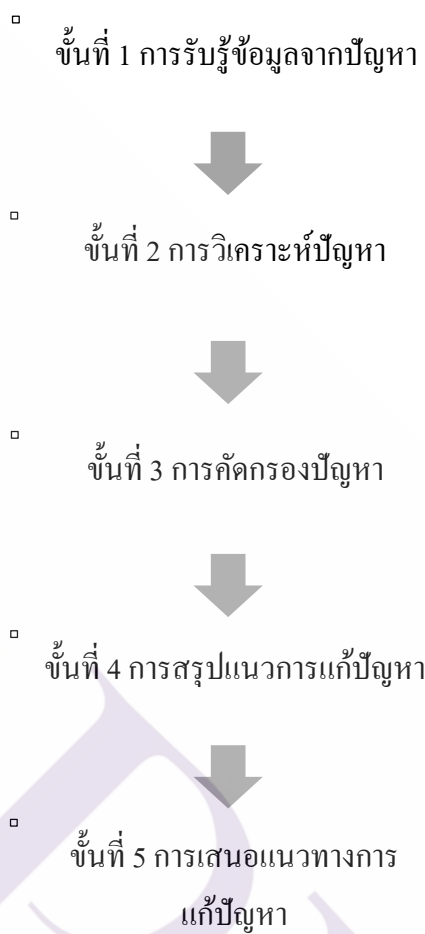 ขั้นที่ 1 การรับรู้ข้อมูลจากปัญหา
ขั้นที่ 2 การวิเคราะห์ปัญหา
ขั้นที่ 3 การคัดกรองปัญหา
ขั้นที่ 4 การสรุปแนวการแก้ปัญหา
ขั้นที่ 5 การเสนอแนวทางการ
แก้ปัญหา